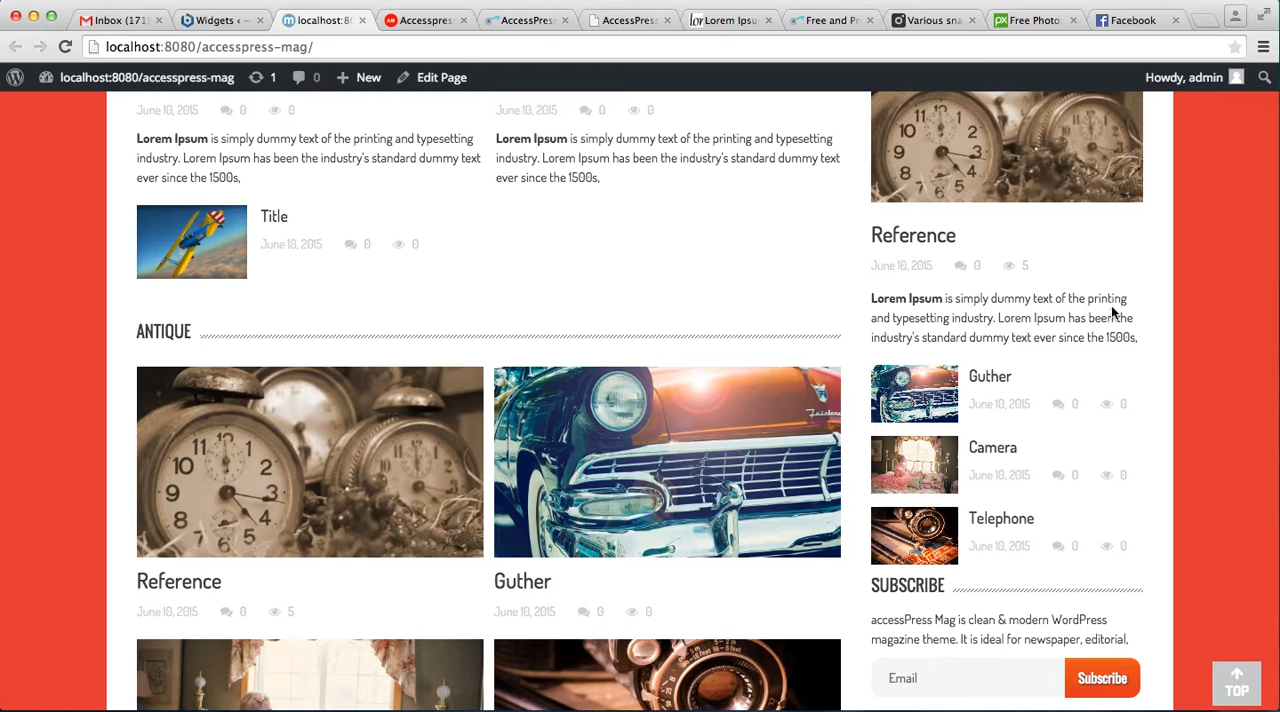 Inbox (171)
Widgets ‹ —
localhost:80
Accesspres
AccessPres
AccessPres
Lorem Ipsu
Free and Pr
Various sna
Free Photo
Facebook
localhost:8080/accesspress-mag/
localhost:8080/accesspress-mag
1
0
New
Edit Page
Howdy, admin
June 10, 2015 0 0
June 10, 2015 0 0
Lorem Ipsum is simply dummy text of the printing and typesetting
industry. Lorem Ipsum has been the industry's standard dummy text
ever since the 1500s,
Lorem Ipsum is simply dummy text of the printing and typesetting
industry. Lorem Ipsum has been the industry's standard dummy text
ever since the 1500s,
Title
June 10, 2015 0 0
ANTIQUE
Reference
June 10, 2015 0 5
Guther
June 10, 2015 0 0
Reference
June 10, 2015 0 5
Lorem Ipsum is simply dummy text of the printing
and typesetting industry. Lorem Ipsum has been the
industry's standard dummy text ever since the 1500s,
Guther
June 10, 2015 0 0
Camera
June 10, 2015 0 0
Telephone
June 10, 2015 0 0
SUBSCRIBE
accessPress Mag is clean & modern WordPress
magazine theme. It is ideal for newspaper, editorial,
Email
Subscribe
TOP